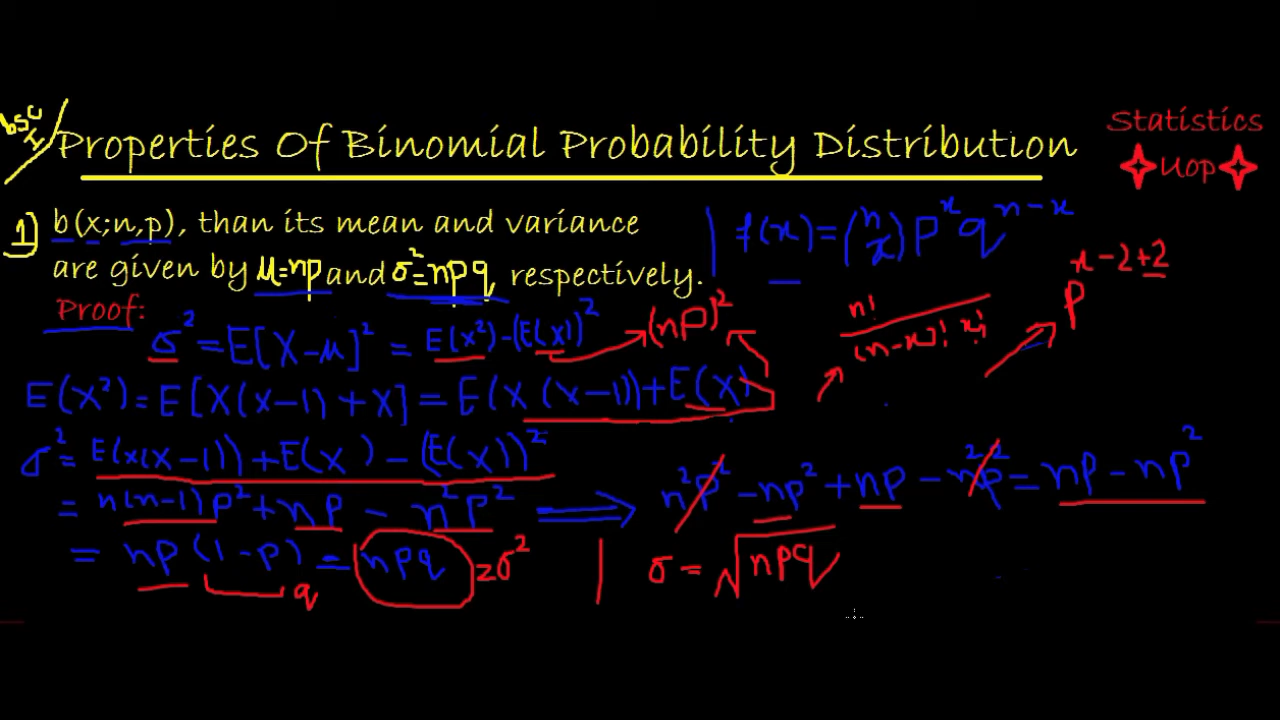 bsc I
Properties Of Binomial Probability Distribution
Statistics
Uop
1] b(x;n,p), than its mean and variance
are given by μ=np and σ²=npq, respectively.
f(x)=(n x) p^x q^{n-x}
Proof:
σ² = E[X-μ]² = E(x²)-(E(x))²
(np)²
n!
(n-x)! x!
p^{x-2+2}
E(X²)= E[X(x-1)+X] = E(X(x-1))+E(X)
σ²= E(x(x-1))+E(X)-(E(X))²
= n(n-1)p²+np - n²p² ⟹ n²p² -np² +np -n²p² = np-np²
= np(1-p) = npq =σ²
q
σ= √npq